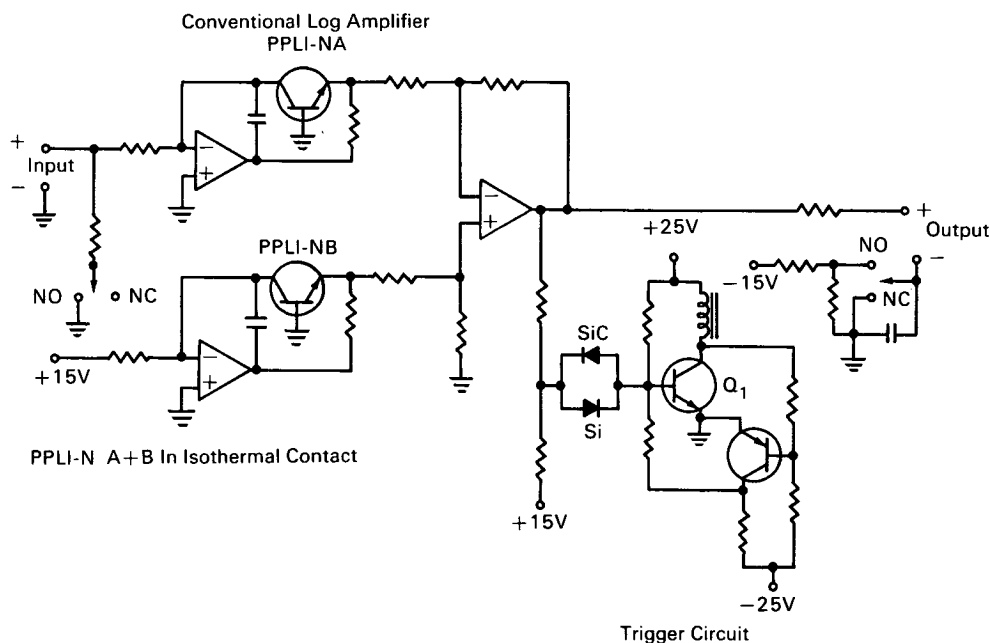 Conventional Log Amplifier
PPLI-NA
+
Input
-
-
+
PPLI-NB
-
+
+25V
+
Output
-
NO
-15V
NC
NO
NC
+15V
-
+
SiC
Si
Q1
PPLI-N A+B In Isothermal Contact
+15V
-25V
Trigger Circuit